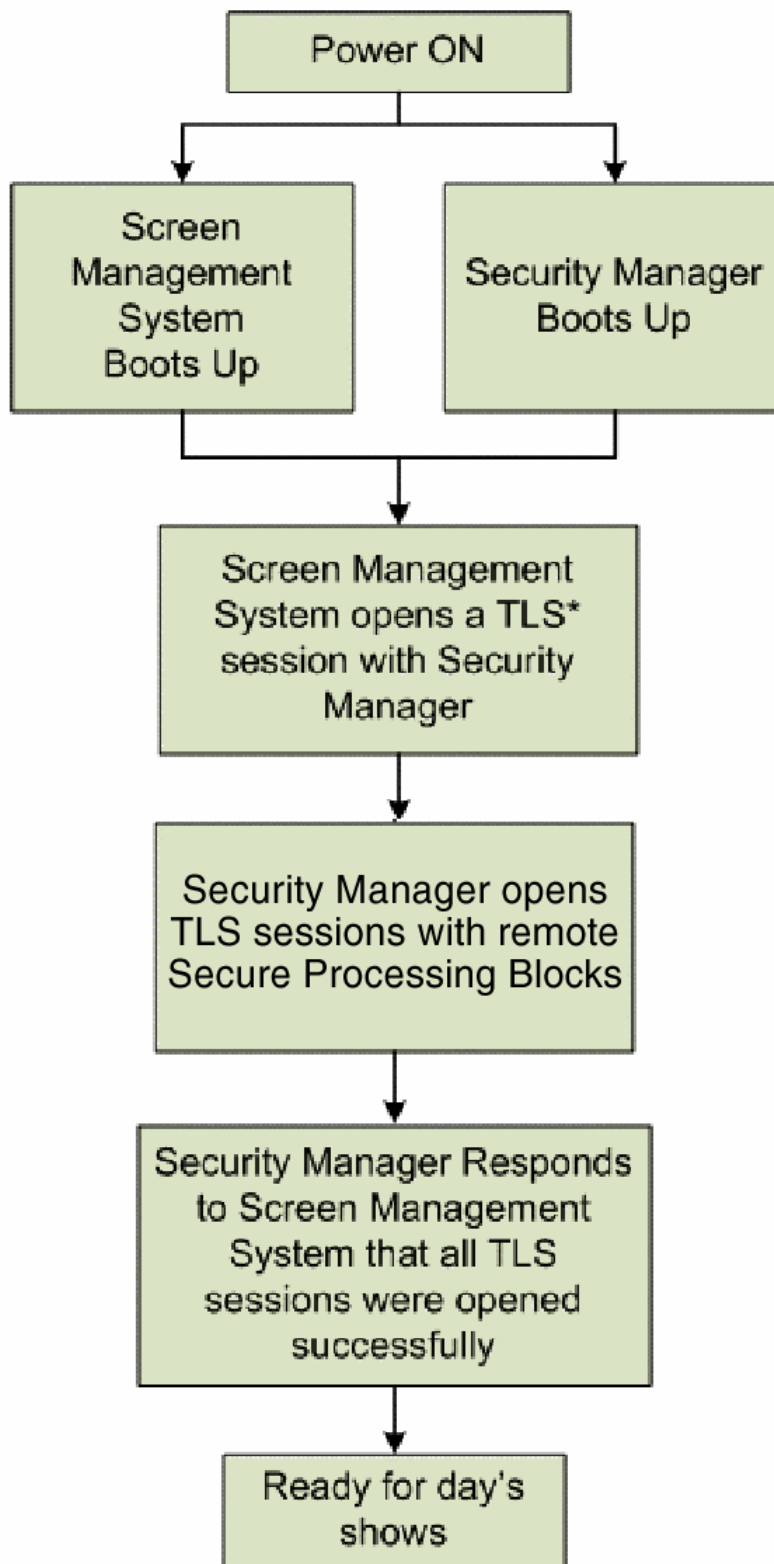 Power ON
Screen
Management
System
Boots Up
Security Manager
Boots Up
Screen Management
System opens a TLS*
session with Security
Manager
Security Manager opens
TLS sessions with remote
Secure Processing Blocks
Security Manager Responds
to Screen Management
System that all TLS
sessions were opened
successfully
Ready for day's
shows